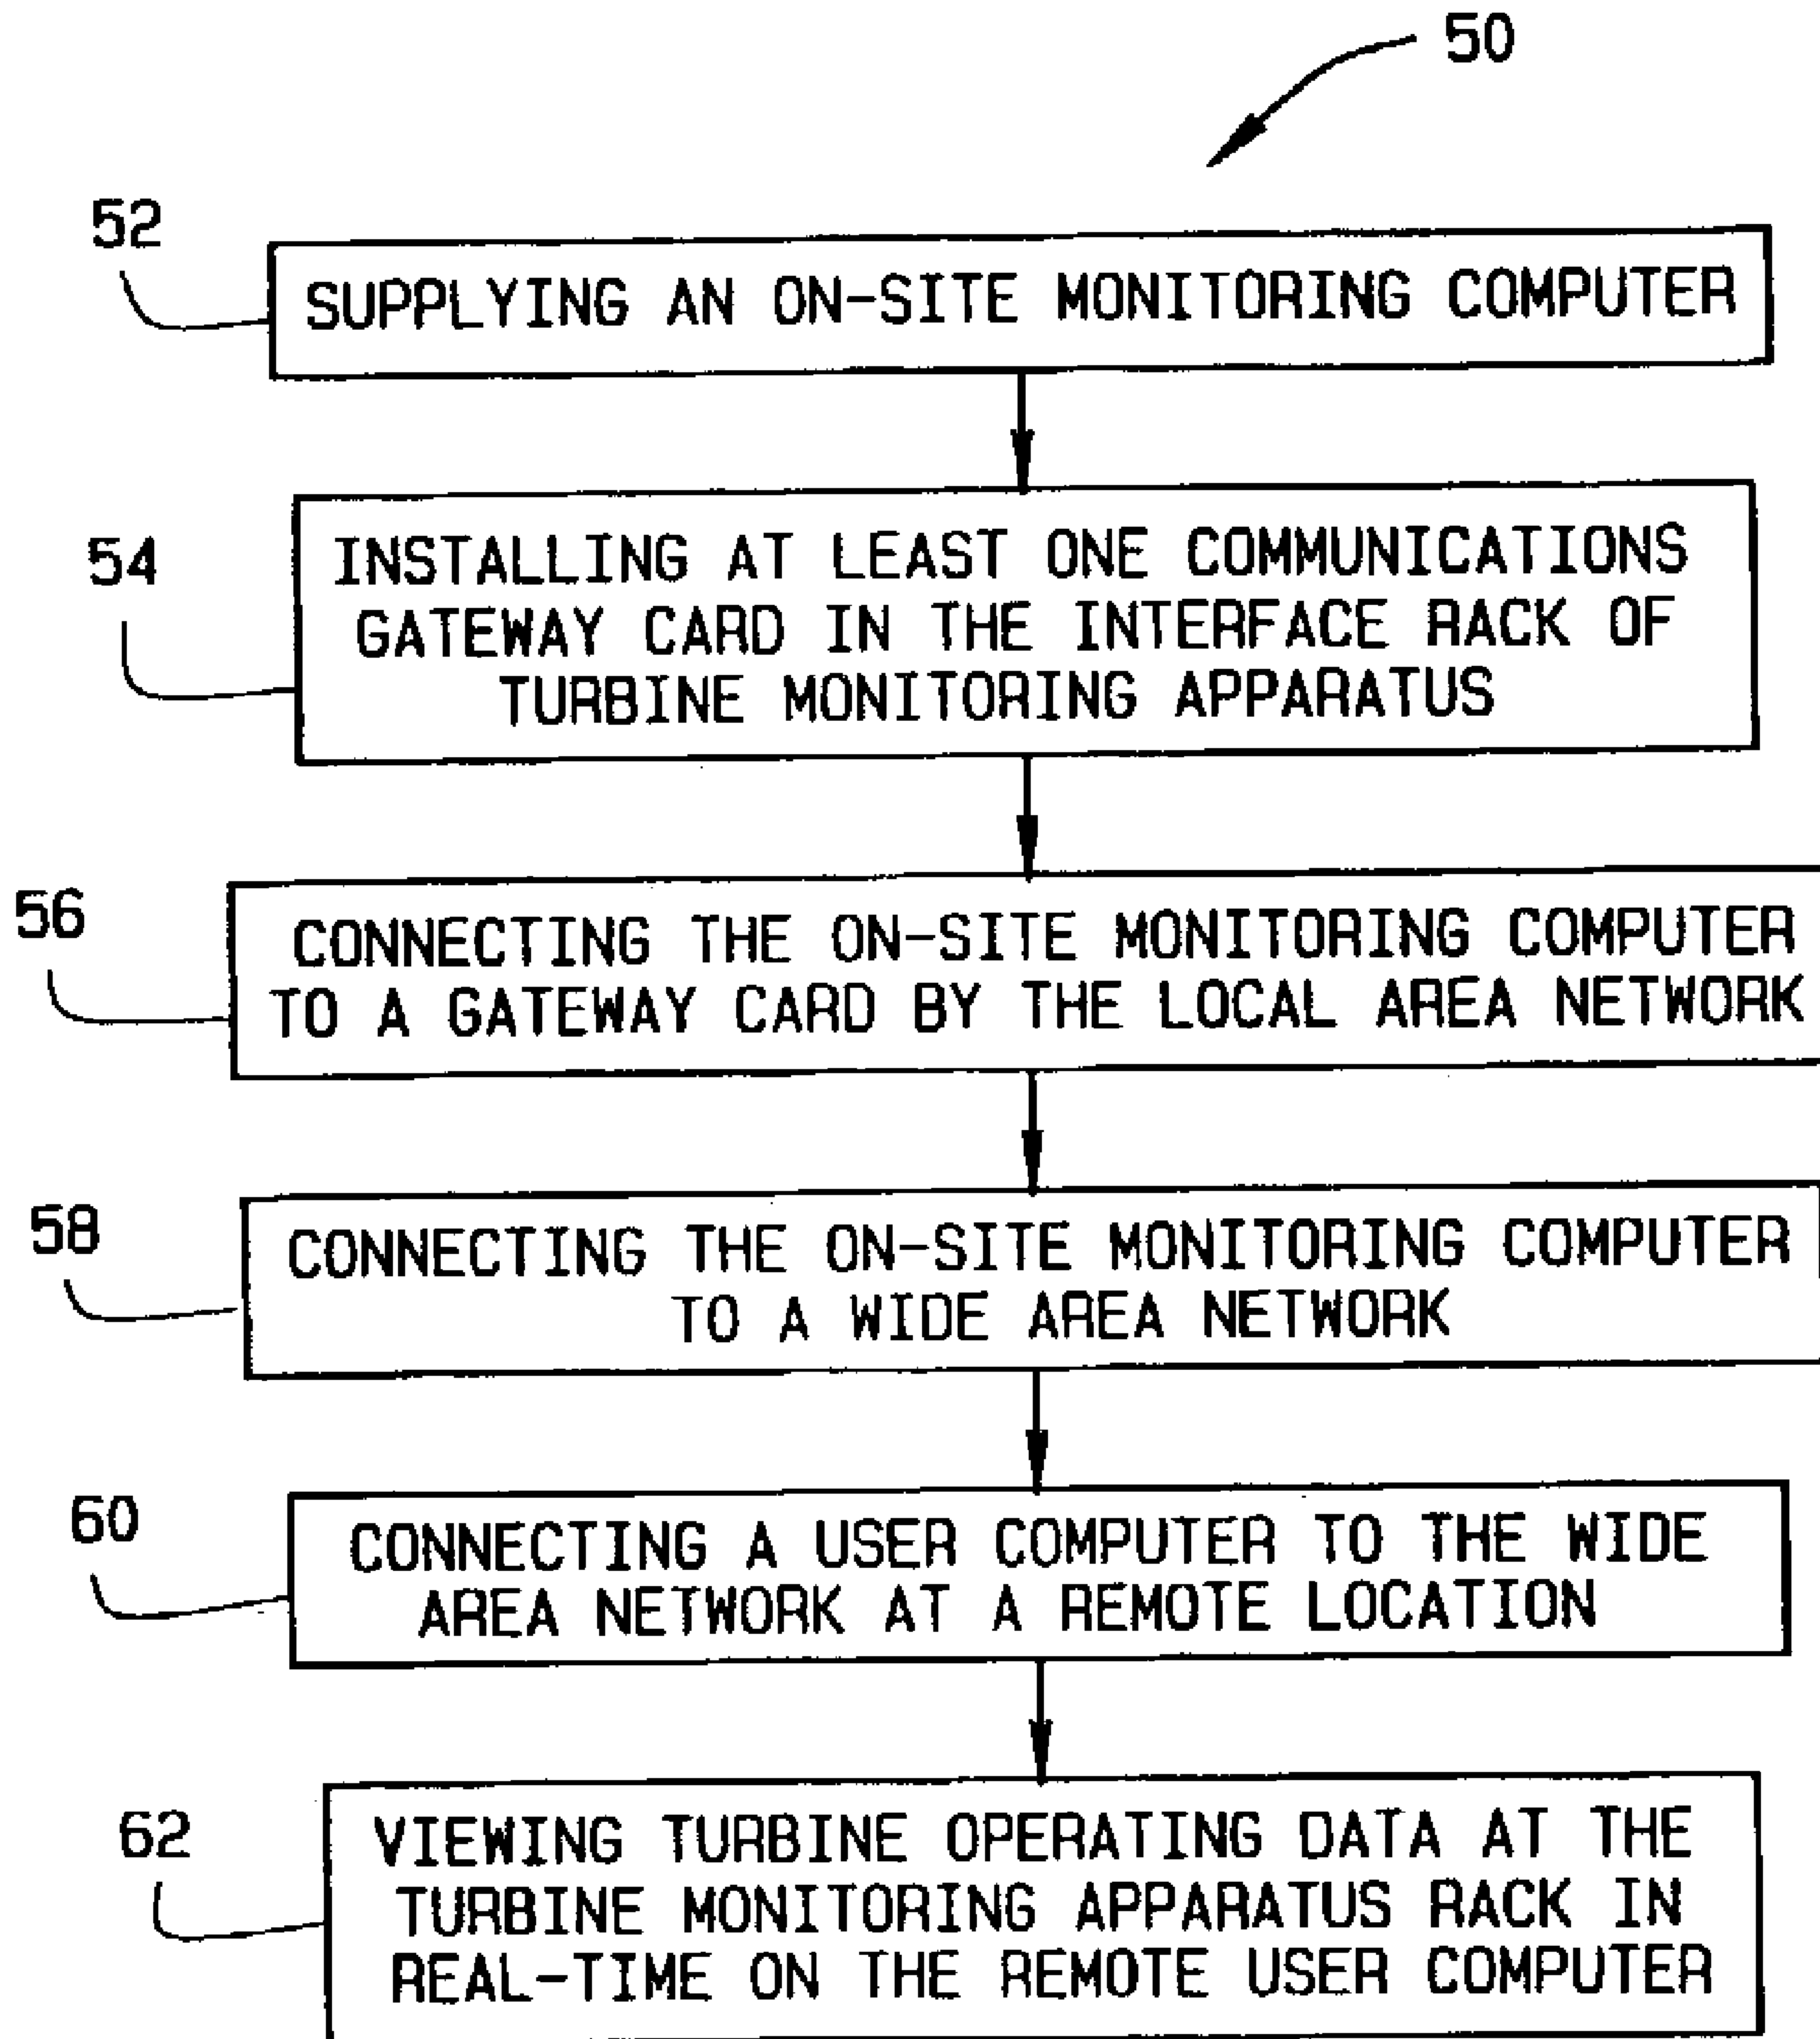 50
52
SUPPLYING AN ON-SITE MONITORING COMPUTER
54
INSTALLING AT LEAST ONE COMMUNICATIONS
GATEWAY CARD IN THE INTERFACE RACK OF
TURBINE MONITORING APPARATUS
56
CONNECTING THE ON-SITE MONITORING COMPUTER
TO A GATEWAY CARD BY THE LOCAL AREA NETWORK
58
CONNECTING THE ON-SITE MONITORING COMPUTER
TO A WIDE AREA NETWORK
60
CONNECTING A USER COMPUTER TO THE WIDE
AREA NETWORK AT A REMOTE LOCATION
62
VIEWING TURBINE OPERATING DATA AT THE
TURBINE MONITORING APPARATUS RACK IN
REAL-TIME ON THE REMOTE USER COMPUTER